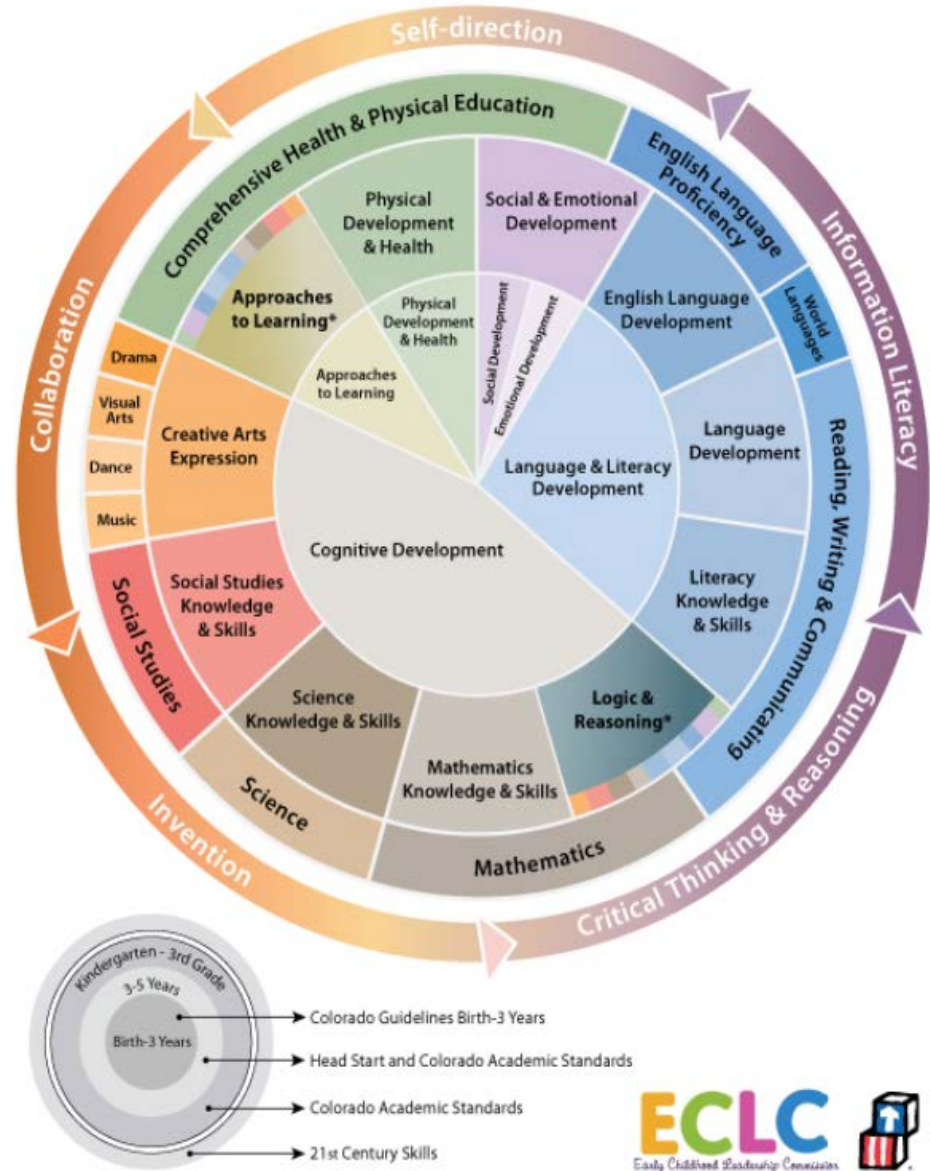 Self-direction
Information Literacy
Critical Thinking & Reasoning
Invention
Collaboration
Comprehensive Health & Physical Education
English Language
Proficiency
World
Languages
Reading, Writing & Communicating
Mathematics
Science
Social Studies
Music
Dance
Visual
Arts
Drama
Physical
Development
& Health
Social & Emotional
Development
English Language
Development
Language
Development
Literacy
Knowledge
& Skills
Logic &
Reasoning*
Mathematics
Knowledge & Skills
Science
Knowledge & Skills
Social Studies
Knowledge
& Skills
Creative Arts
Expression
Approaches
to Learning*
Physical
Development
& Health
Social Development
Emotional Development
Language & Literacy
Development
Cognitive Development
Approaches
to Learning
Kindergarten - 3rd Grade
3-5 Years
Birth-3 Years
Colorado Guidelines Birth-3 Years
Head Start and Colorado Academic Standards
Colorado Academic Standards
21st Century Skills
ECLC
Early Childhood Leadership Commission